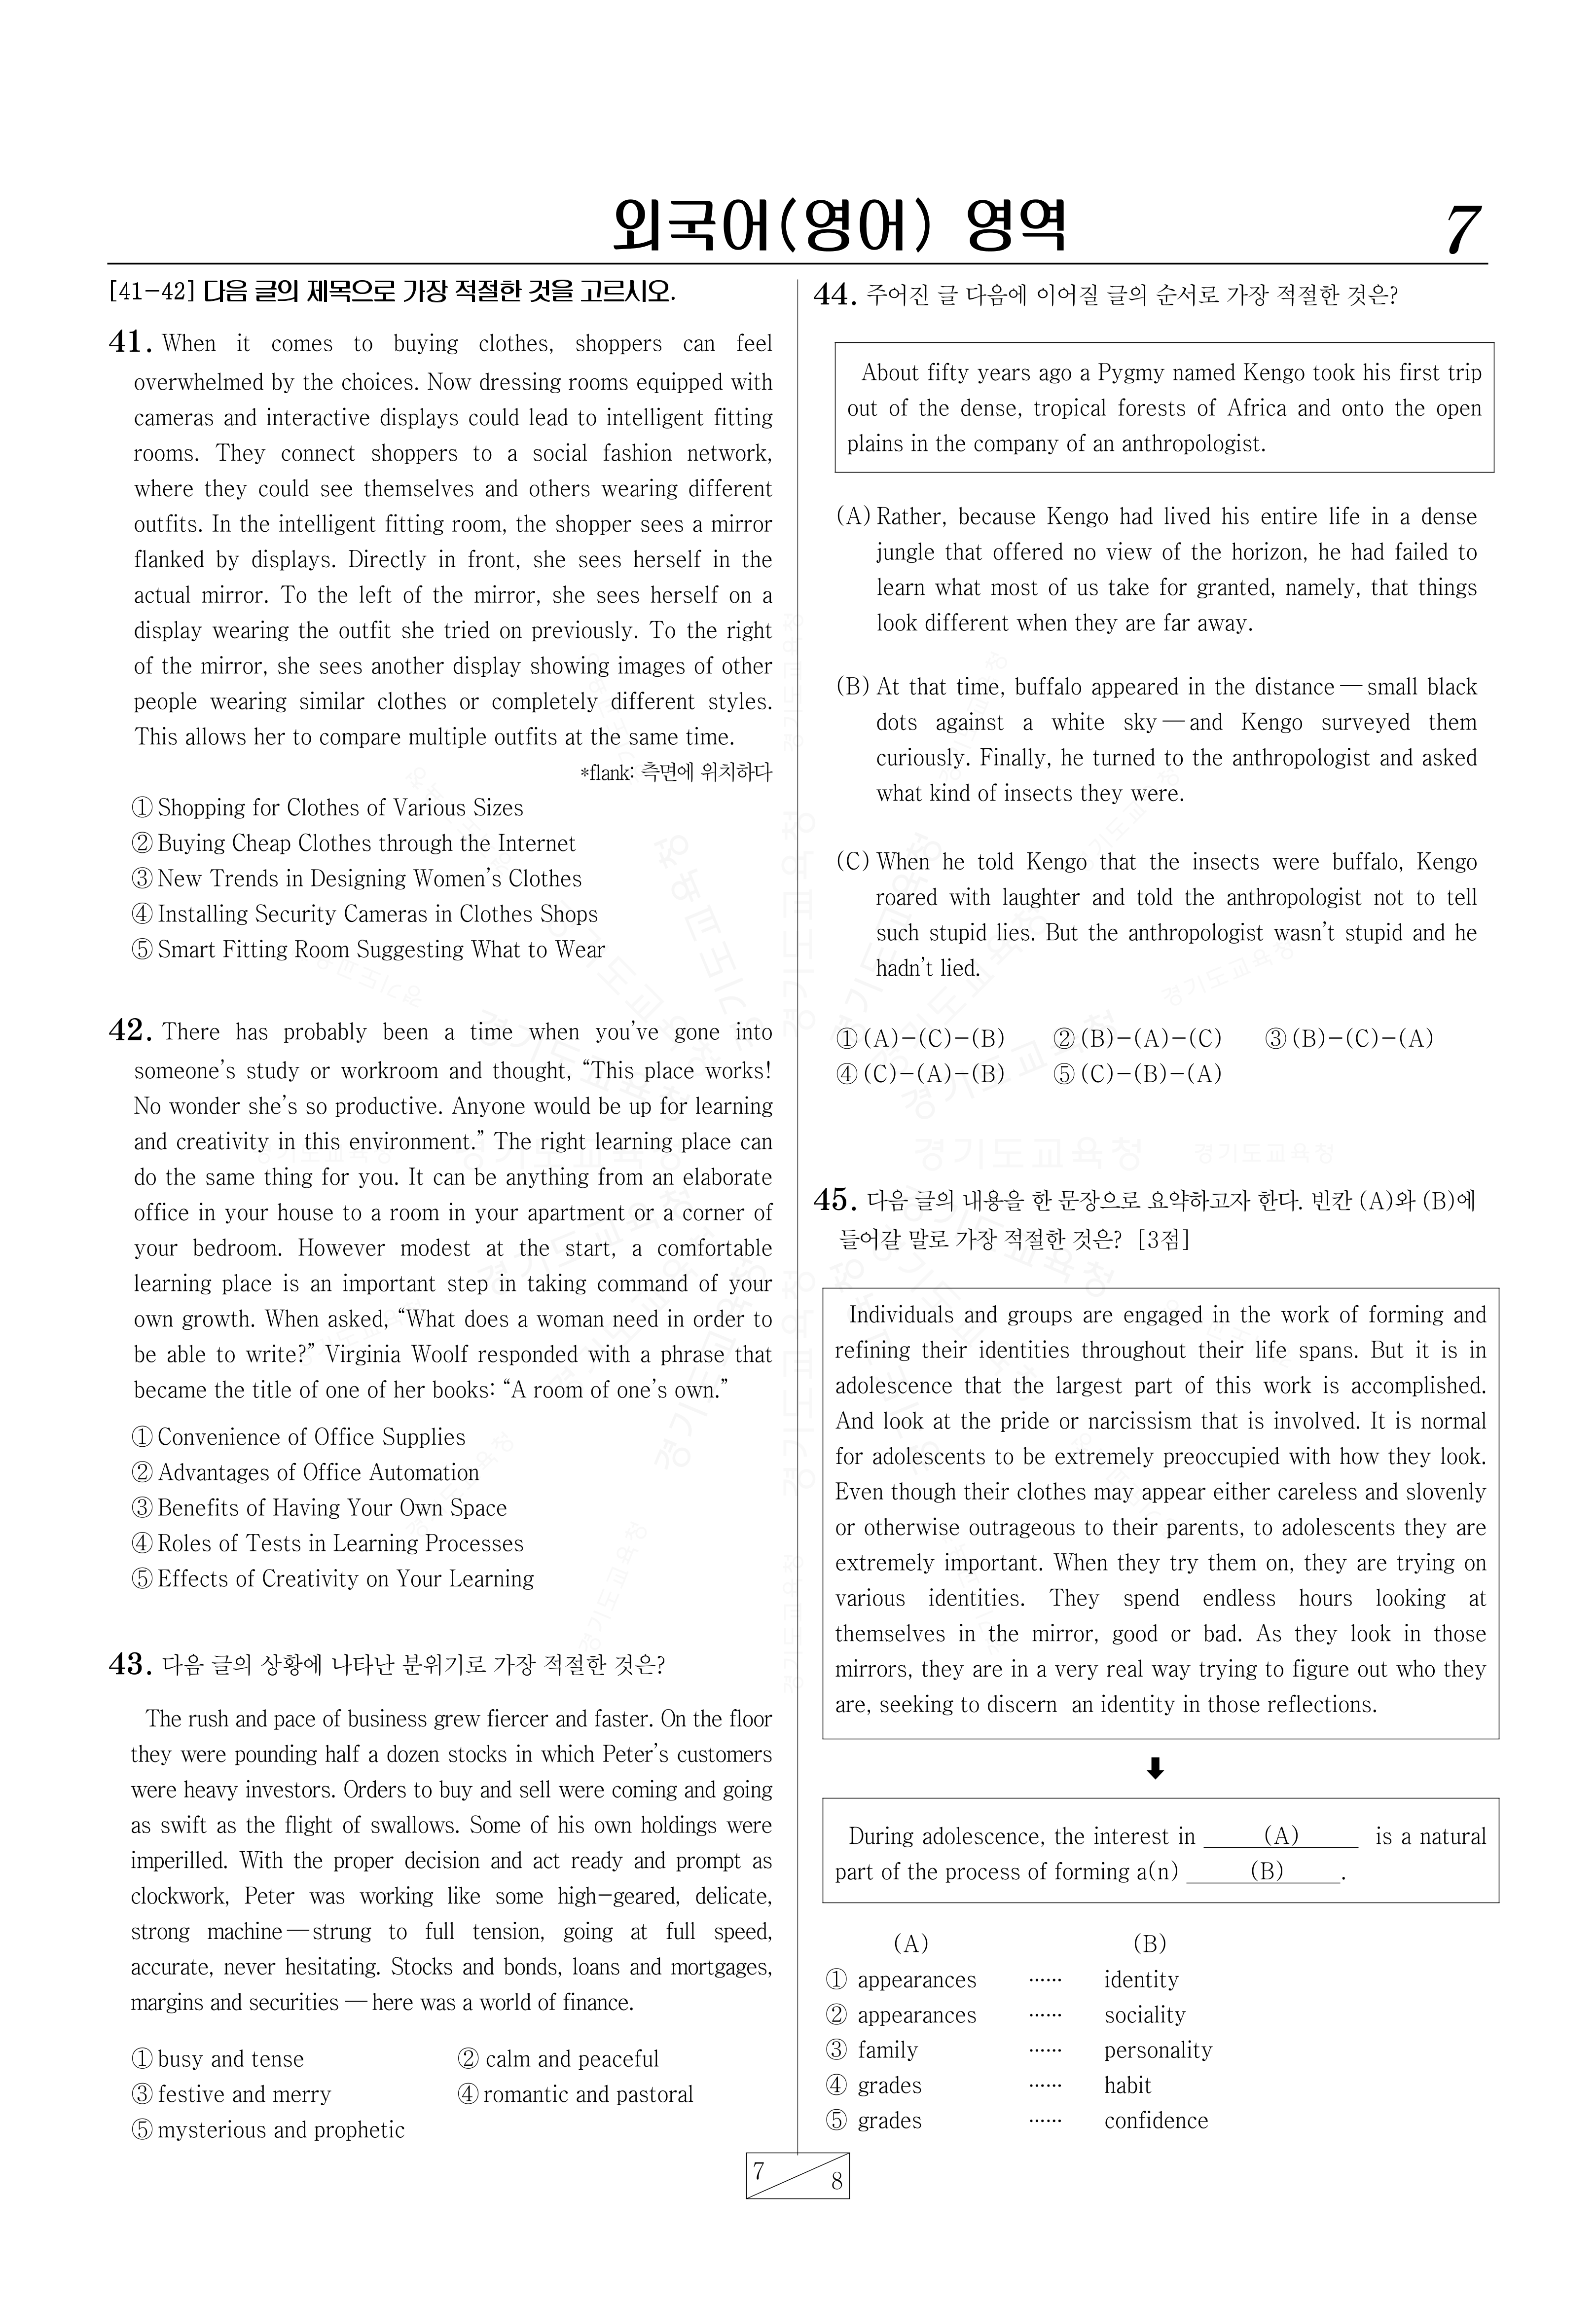 외국어(영어) 영역
7
[41-42] 다음 글의 제목으로 가장 적절한 것을 고르시오.
41. When it comes to buying clothes, shoppers can feel
overwhelmed by the choices. Now dressing rooms equipped with
cameras and interactive displays could lead to intelligent fitting
rooms. They connect shoppers to a social fashion network,
where they could see themselves and others wearing different
outfits. In the intelligent fitting room, the shopper sees a mirror
flanked by displays. Directly in front, she sees herself in the
actual mirror. To the left of the mirror, she sees herself on a
display wearing the outfit she tried on previously. To the right
of the mirror, she sees another display showing images of other
people wearing similar clothes or completely different styles.
This allows her to compare multiple outfits at the same time.
*flank: 측면에 위치하다
① Shopping for Clothes of Various Sizes
② Buying Cheap Clothes through the Internet
③ New Trends in Designing Women's Clothes
④ Installing Security Cameras in Clothes Shops
⑤ Smart Fitting Room Suggesting What to Wear
42. There has probably been a time when you've gone into
someone's study or workroom and thought, “This place works!
No wonder she's so productive. Anyone would be up for learning
and creativity in this environment.” The right learning place can
do the same thing for you. It can be anything from an elaborate
office in your house to a room in your apartment or a corner of
your bedroom. However modest at the start, a comfortable
learning place is an important step in taking command of your
own growth. When asked, “What does a woman need in order to
be able to write?” Virginia Woolf responded with a phrase that
became the title of one of her books: “A room of one's own.”
① Convenience of Office Supplies
② Advantages of Office Automation
③ Benefits of Having Your Own Space
④ Roles of Tests in Learning Processes
⑤ Effects of Creativity on Your Learning
43. 다음 글의 상황에 나타난 분위기로 가장 적절한 것은?
The rush and pace of business grew fiercer and faster. On the floor
they were pounding half a dozen stocks in which Peter's customers
were heavy investors. Orders to buy and sell were coming and going
as swift as the flight of swallows. Some of his own holdings were
imperilled. With the proper decision and act ready and prompt as
clockwork, Peter was working like some high-geared, delicate,
strong machine — strung to full tension, going at full speed,
accurate, never hesitating. Stocks and bonds, loans and mortgages,
margins and securities — here was a world of finance.
① busy and tense ② calm and peaceful
③ festive and merry ④ romantic and pastoral
⑤ mysterious and prophetic
44. 주어진 글 다음에 이어질 글의 순서로 가장 적절한 것은?
About fifty years ago a Pygmy named Kengo took his first trip
out of the dense, tropical forests of Africa and onto the open
plains in the company of an anthropologist.
(A) Rather, because Kengo had lived his entire life in a dense
jungle that offered no view of the horizon, he had failed to
learn what most of us take for granted, namely, that things
look different when they are far away.
(B) At that time, buffalo appeared in the distance — small black
dots against a white sky — and Kengo surveyed them
curiously. Finally, he turned to the anthropologist and asked
what kind of insects they were.
(C) When he told Kengo that the insects were buffalo, Kengo
roared with laughter and told the anthropologist not to tell
such stupid lies. But the anthropologist wasn't stupid and he
hadn't lied.
① (A)-(C)-(B) ② (B)-(A)-(C) ③ (B)-(C)-(A)
④ (C)-(A)-(B) ⑤ (C)-(B)-(A)
45. 다음 글의 내용을 한 문장으로 요약하고자 한다. 빈칸 (A)와 (B)에
들어갈 말로 가장 적절한 것은? [3점]
Individuals and groups are engaged in the work of forming and
refining their identities throughout their life spans. But it is in
adolescence that the largest part of this work is accomplished.
And look at the pride or narcissism that is involved. It is normal
for adolescents to be extremely preoccupied with how they look.
Even though their clothes may appear either careless and slovenly
or otherwise outrageous to their parents, to adolescents they are
extremely important. When they try them on, they are trying on
various identities. They spend endless hours looking at
themselves in the mirror, good or bad. As they look in those
mirrors, they are in a very real way trying to figure out who they
are, seeking to discern an identity in those reflections.
During adolescence, the interest in (A) is a natural
part of the process of forming a(n) (B).
(A) (B)
① appearances ⋯⋯ identity
② appearances ⋯⋯ sociality
③ family ⋯⋯ personality
④ grades ⋯⋯ habit
⑤ grades ⋯⋯ confidence
7
8
경기도교육청